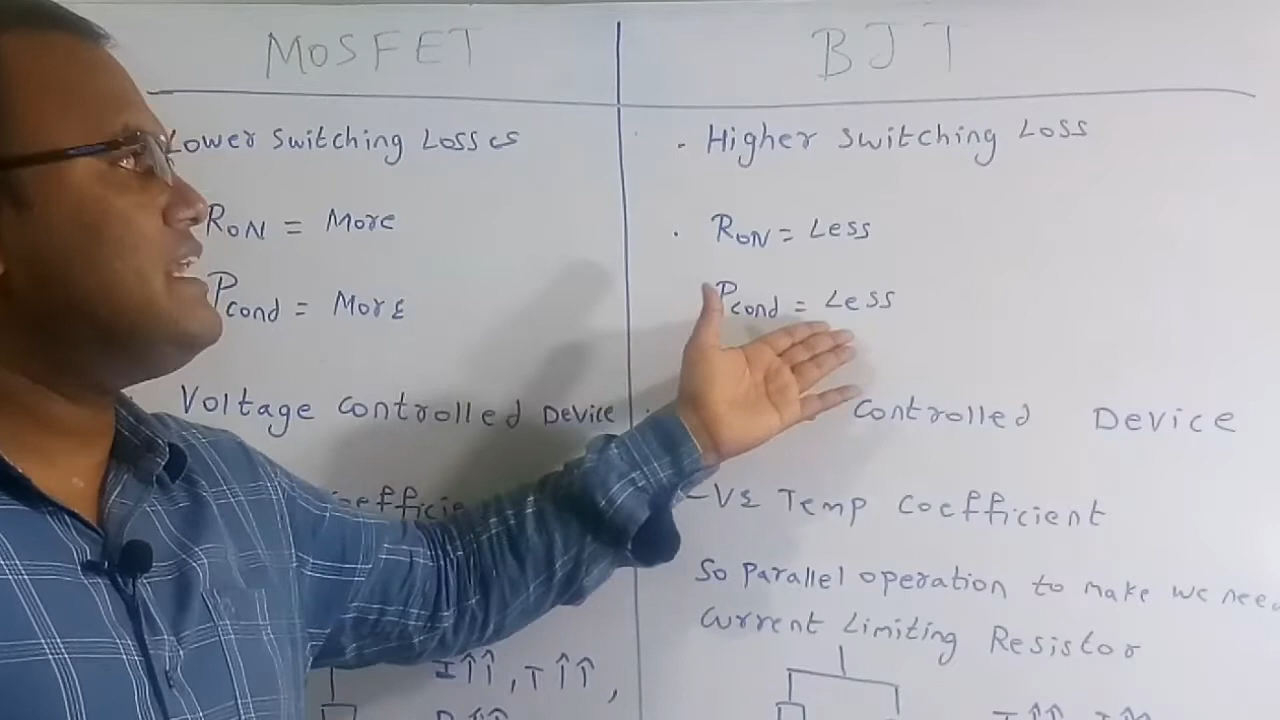 MOSFET
Lower Switching Losses
RON = More
Pcond = More
Voltage controlled Device
I↑↑, T↑↑,
BJT
· Higher Switching Loss
· RON = Less
Pcond = Less
controlled Device
-ve Temp coefficient
So parallel operation to make we
current Limiting Resistor